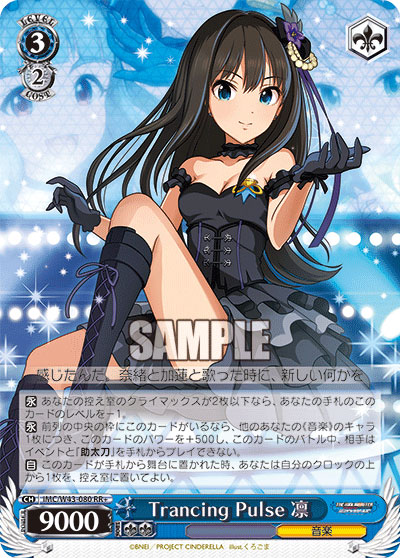 LEVEL
3
2
COST
SAMPLE
感じたんだ。奈緒と加蓮と歌った時に、新しい何かを
永 あなたの控え室のクライマックスが2枚以下なら、あなたの手札のこの
カードのレベルを－1。
永 前列の中央の枠にこのカードがいるなら、他のあなたの《音楽》のキャラ
1枚につき、このカードのパワーを＋500し、このカードのバトル中、相手は
イベントと『助太刀』を手札からプレイできない。
自 このカードが手札から舞台に置かれた時、あなたは自分のクロックの上
から1枚を、控え室に置いてよい。
CH IMC/W43-080 RR+
POWER
9000
Trancing Pulse 凛
音楽
©BNEI / PROJECT CINDERELLA illust.くろごま